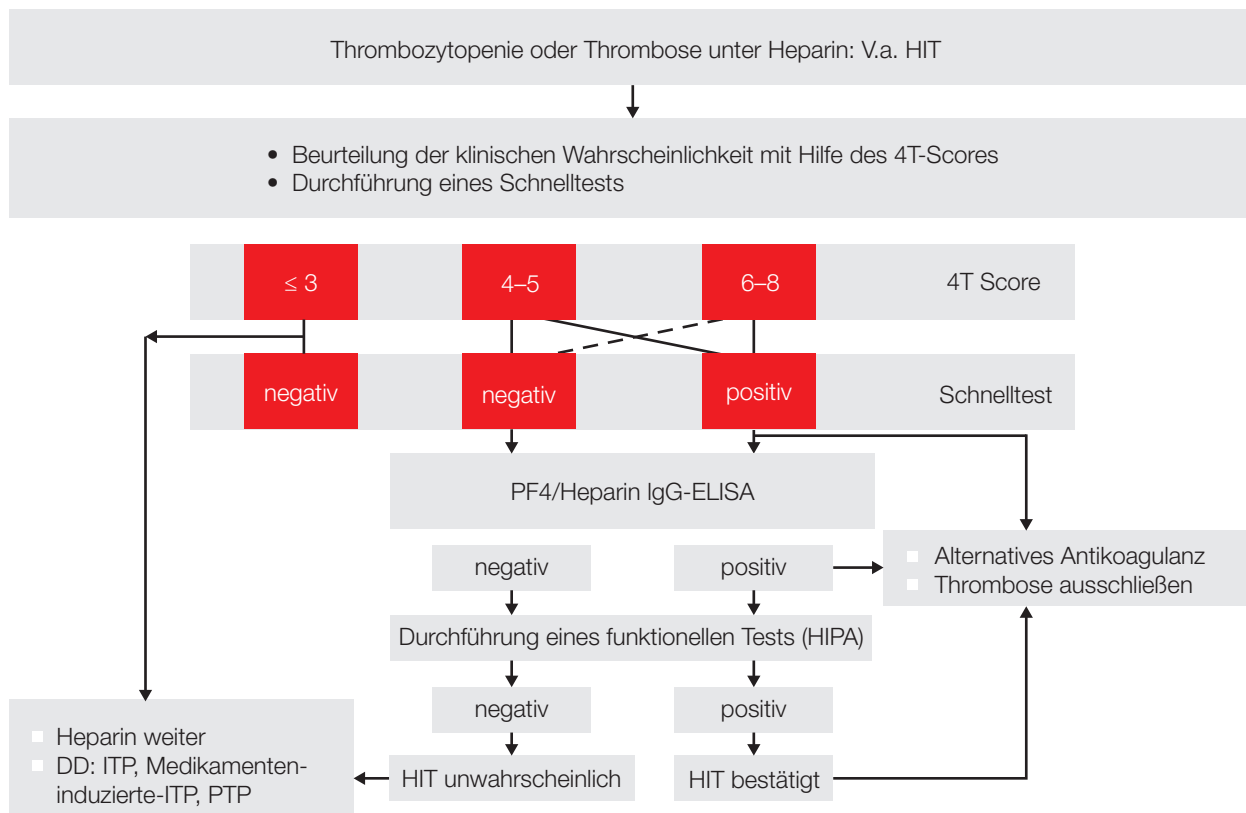 Thrombozytopenie oder Thrombose unter Heparin: V.a. HIT
• Beurteilung der klinischen Wahrscheinlichkeit mit Hilfe des 4T-Scores
• Durchführung eines Schnelltests
≤ 3
4–5
6–8
4T Score
negativ
negativ
positiv
Schnelltest
PF4/Heparin IgG-ELISA
negativ
positiv
Alternatives Antikoagulanz
Thrombose ausschließen
Durchführung eines funktionellen Tests (HIPA)
negativ
positiv
Heparin weiter
DD: ITP, Medikamenten-
induzierte-ITP, PTP
HIT unwahrscheinlich
HIT bestätigt